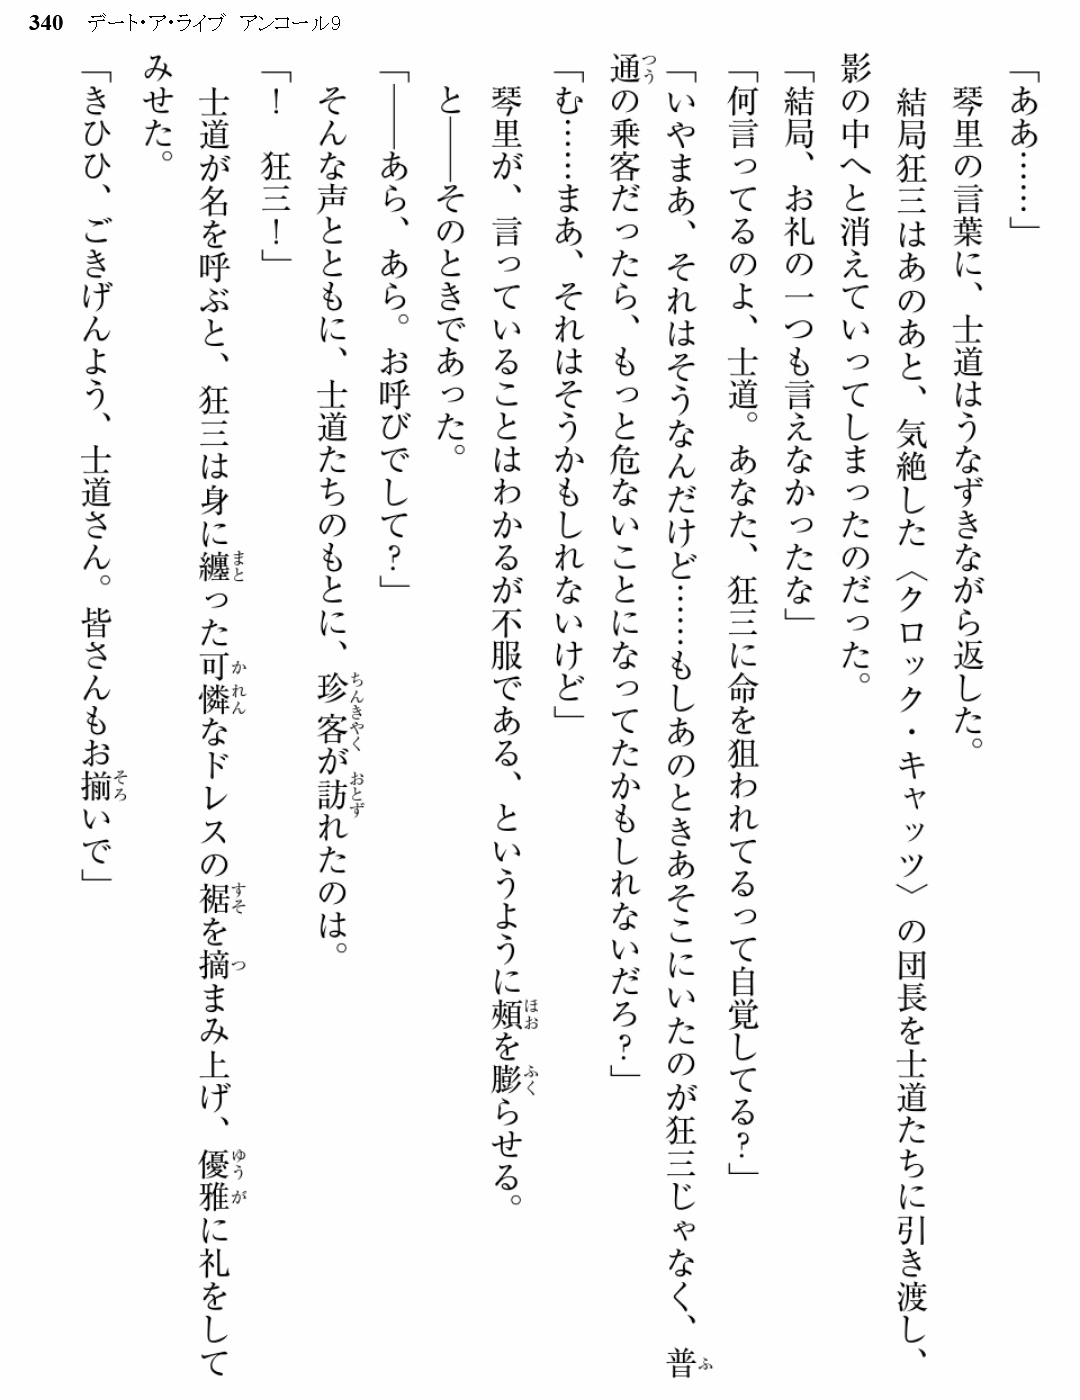 340 デート・ア・ライブ アンコール9
「ああ……」
琴里の言葉に、士道はうなずきながら返した。
結局狂三はあのあと、気絶した〈クロック・キャッツ〉の団長を士道たちに引き渡し、
影の中へと消えていってしまったのだった。
「結局、お礼の一つも言えなかったな」
「何言ってるのよ、士道。あなた、狂三に命を狙われてるって自覚してる?」
「いやまあ、それはそうなんだけど……もしあのときあそこにいたのが狂三じゃなく、普
通の乗客だったら、もっと危ないことになってたかもしれないだろ?」
「む……まあ、それはそうかもしれないけど」
琴里が、言っていることはわかるが不服である、というように頰を膨らせる。
と――そのときであった。
「――あら、あら。お呼びでして?」
そんな声とともに、士道たちのもとに、珍客が訪れたのは。
「! 狂三!」
士道が名を呼ぶと、狂三は身に纏った可憐なドレスの裾を摘まみ上げ、優雅に礼をして
みせた。
「きひひ、ごきげんよう、士道さん。皆さんもお揃いで」